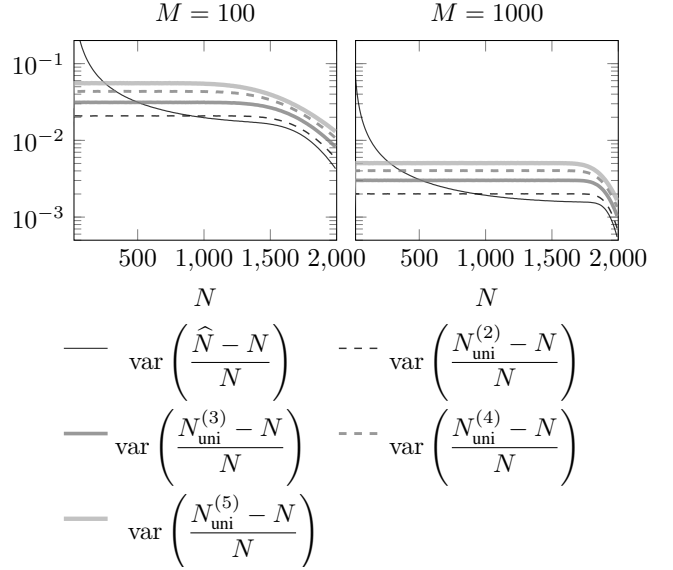 M = 100 M = 1000
10⁻¹
10⁻²
10⁻³
500 1,000 1,500 2,000 500 1,000 1,500 2,000
N N
var ( (N̂ − N) / N ) var ( (N_uni^(2) − N) / N )
var ( (N_uni^(3) − N) / N ) var ( (N_uni^(4) − N) / N )
var ( (N_uni^(5) − N) / N )